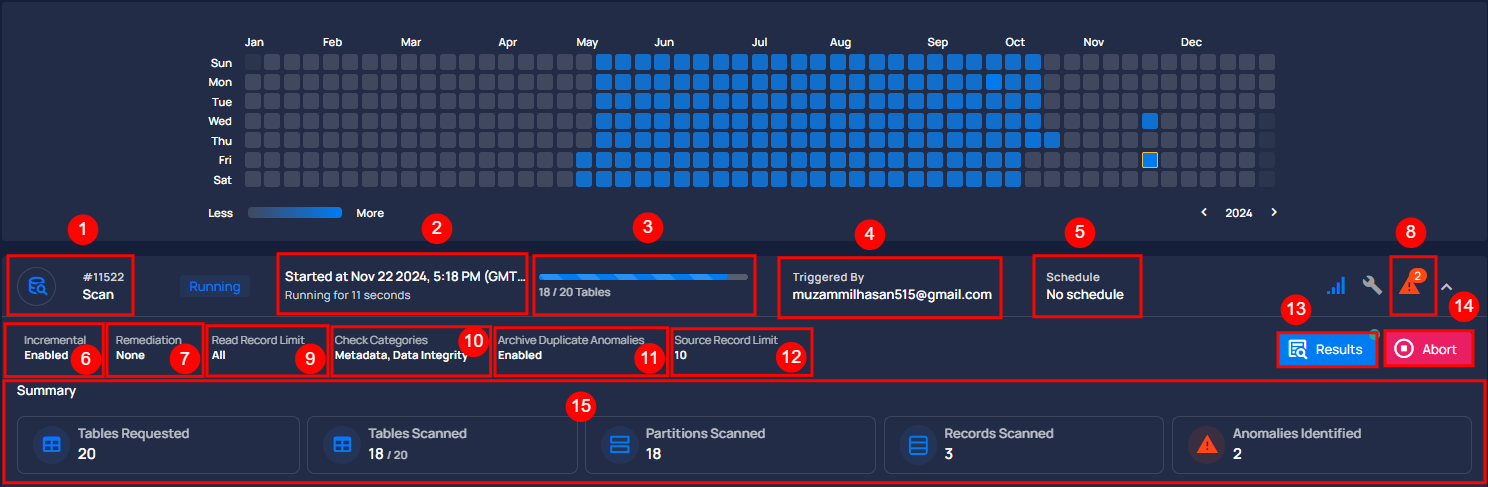 Jan Feb Mar Apr May Jun Jul Aug Sep Oct Nov Dec
Sun
Mon
Tue
Wed
Thu
Fri
Sat
Less More 2024
1 2 3 4 5 8
#11522
Scan
Running
Started at Nov 22 2024, 5:18 PM (GMT...
Running for 11 seconds
18 / 20 Tables
Triggered By
muzammilhasan515@gmail.com
Schedule
No schedule
2
14
13
Incremental
Enabled
6
Remediation
None
7
Read Record Limit
All
9
Check Categories
Metadata, Data Integrity
10
Archive Duplicate Anomalies
Enabled
11
Source Record Limit
10
12
Results
Abort
Summary
15
Tables Requested
20
Tables Scanned
18 / 20
Partitions Scanned
18
Records Scanned
3
Anomalies Identified
2